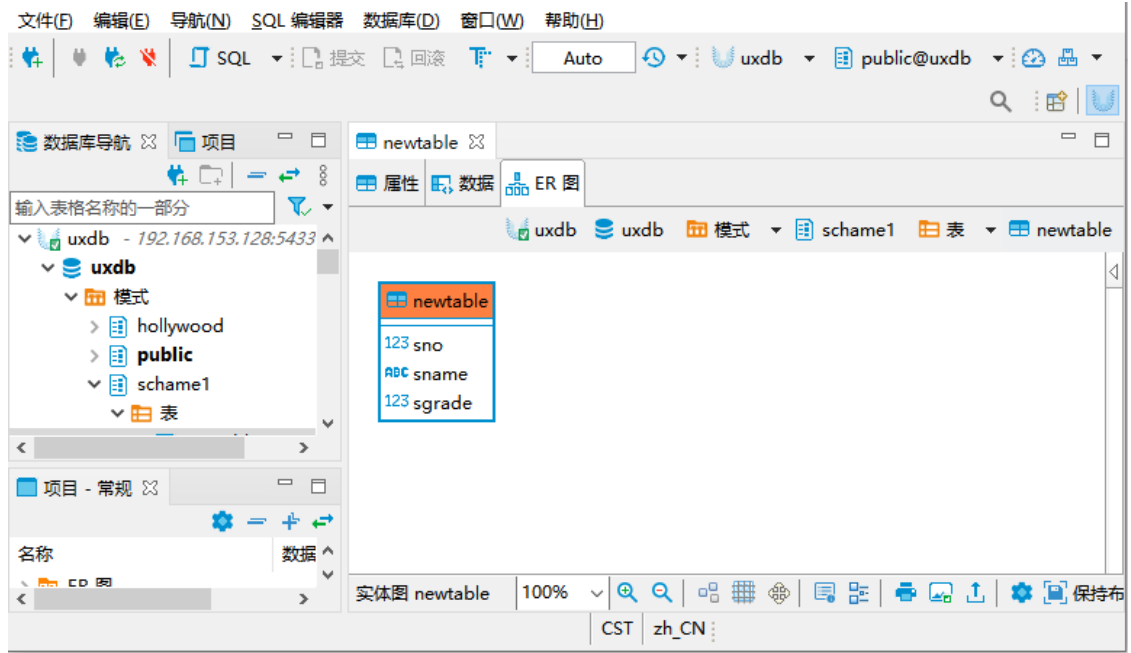 文件(F) 编辑(E) 导航(N) SQL 编辑器 数据库(D) 窗口(W) 帮助(H)
SQL 提交 回滚 Auto uxdb public@uxdb
数据库导航 项目
newtable
属性 数据 ER 图
输入表格名称的一部分
uxdb uxdb 模式 schame1 表 newtable
uxdb - 192.168.153.128:5433
uxdb
模式
hollywood
public
schame1
表
newtable
123 sno
ABC sname
123 sgrade
项目 - 常规
名称 数据
ER 图
实体图 newtable 100% 保持布
CST zh_CN